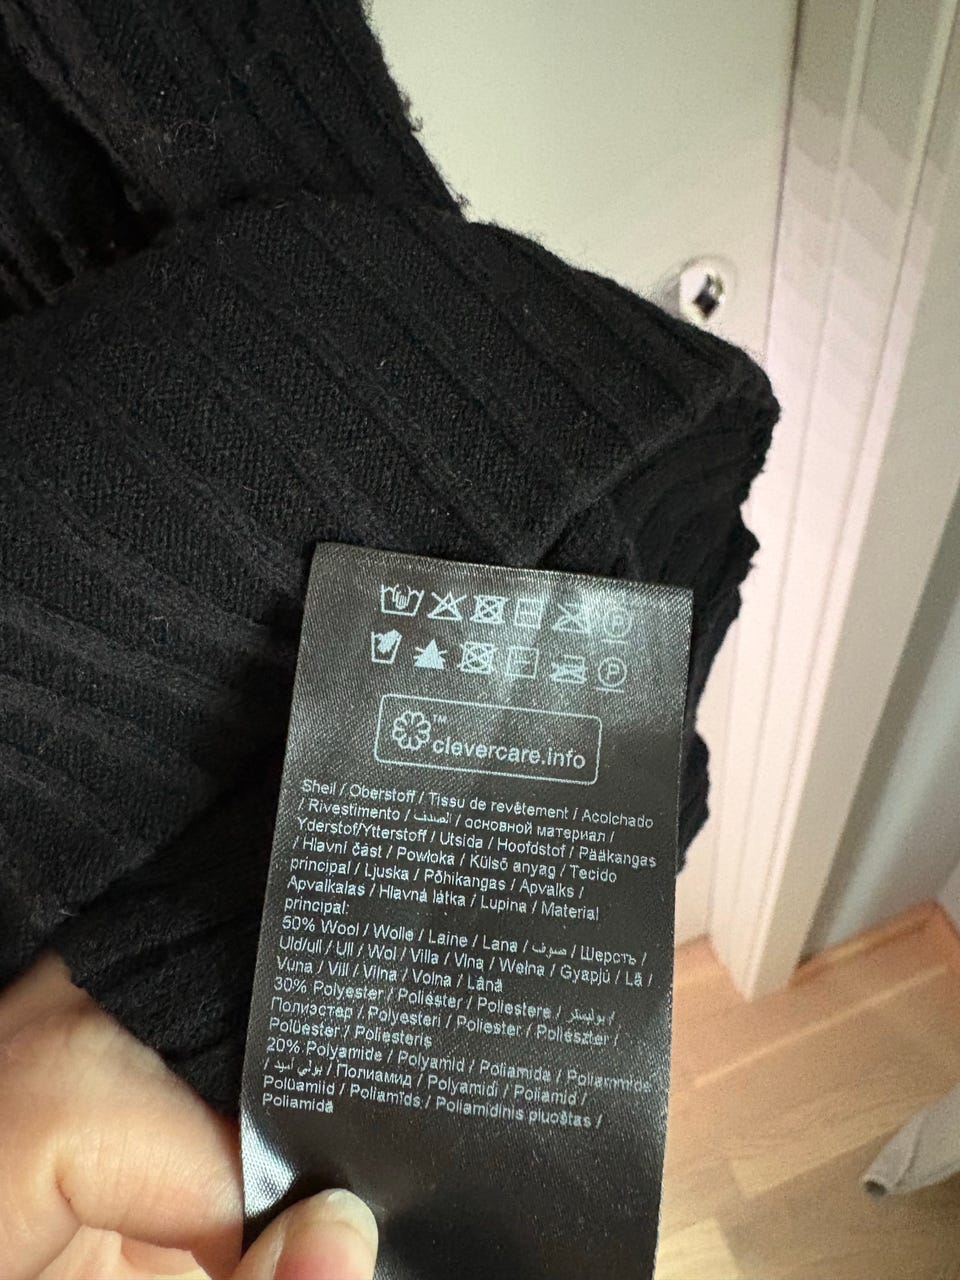 P
F
™
clevercare.info
Shell / Oberstoff / Tissu de revêtement / Acolchado
/ Rivestimento / الصدف / основной материал /
Yderstof/Ytterstoff / Utsida / Hoofdstof / Pääkangas
/ Hlavní část / Powłoka / Külső anyag / Tecido
principal / Ljuska / Põhikangas / Apvalks /
Apvalkalas / Hlavná látka / Lupina / Material
principal:
50% Wool / Wolle / Laine / Lana / صوف / Шерсть /
Uld/ull / Ull / Wol / Villa / Vlna / Wełna / Gyapjú / Lã /
Vuna / Vill / Vilna / Volna / Lână
30% Polyester / Poliéster / Poliestere / بوليستر /
Полиэстер / Polyesteri / Poliester / Poliészter /
Polüester / Poliesteris
20% Polyamide / Polyamid / Poliamida / Poliammide
/ بولي أميد / Полиамид / Polyamidi / Poliamid /
Polüamiid / Poliamīds / Poliamidinis pluoštas /
Poliamidă